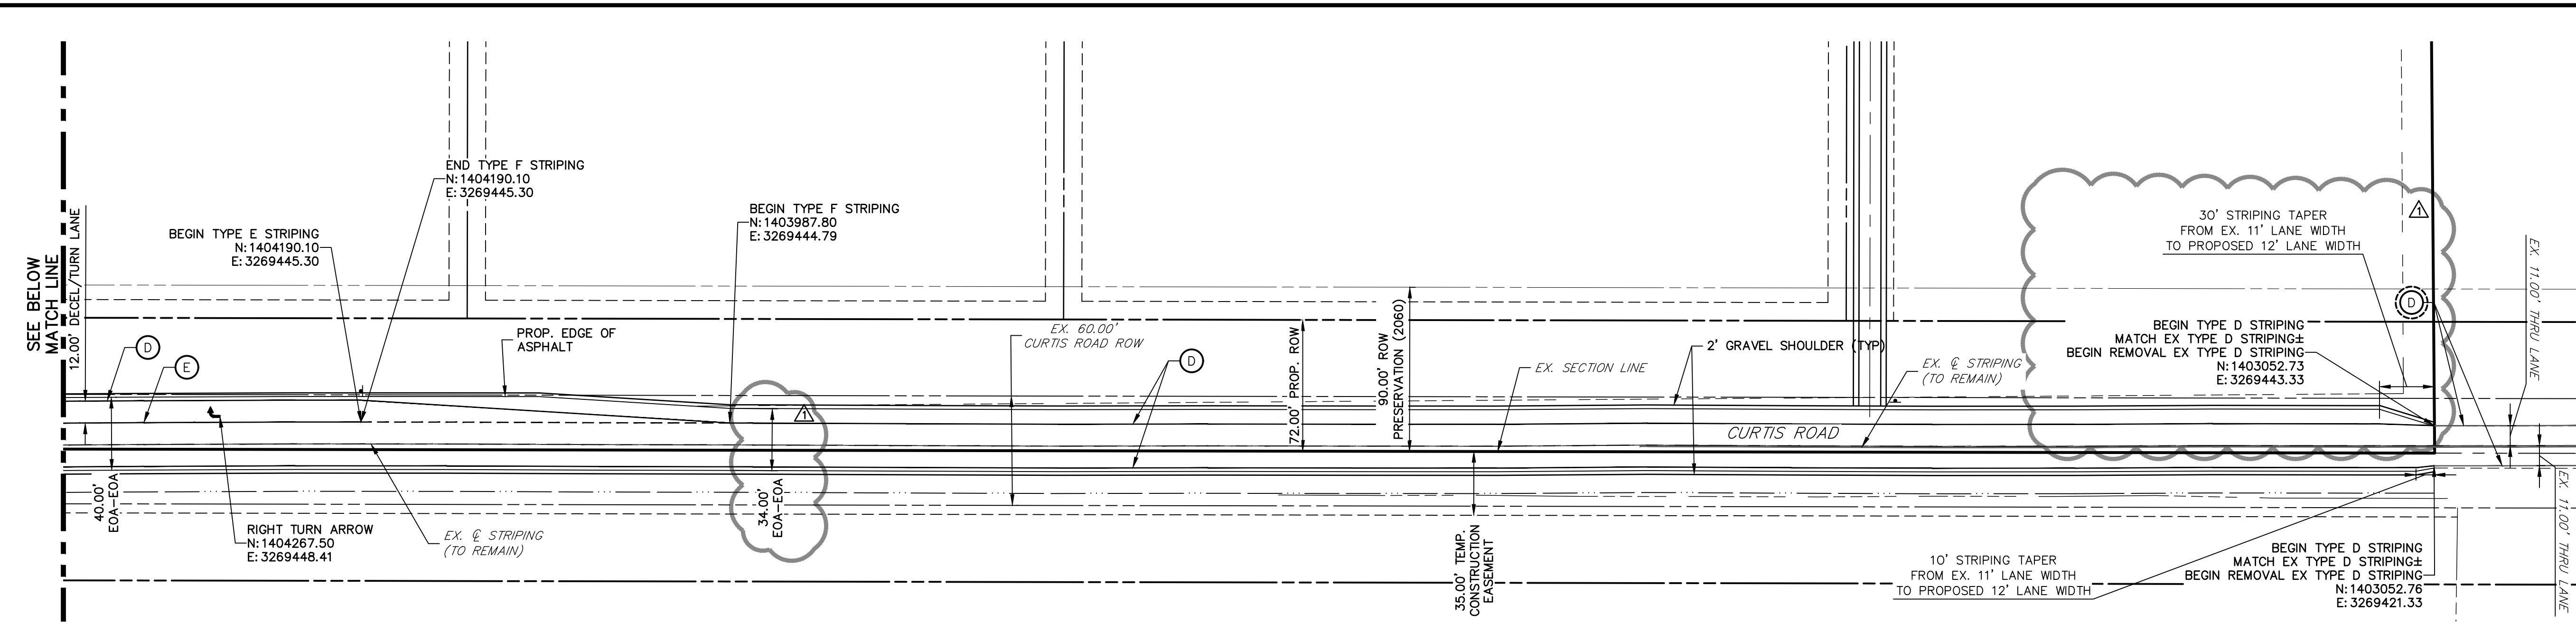 SEE BELOW
MATCH LINE
12.00' DECEL/TURN LANE
BEGIN TYPE E STRIPING
N:1404190.10
E:3269445.30
END TYPE F STRIPING
N:1404190.10
E:3269445.30
BEGIN TYPE F STRIPING
N:1403987.80
E:3269444.79
D
E
PROP. EDGE OF
ASPHALT
1
EX. 60.00'
CURTIS ROAD ROW
D
72.00' PROP. ROW
90.00' ROW
PRESERVATION (2060)
EX. SECTION LINE
2' GRAVEL SHOULDER (TYP)
CURTIS ROAD
EX. ℄ STRIPING
(TO REMAIN)
1
30' STRIPING TAPER
FROM EX. 11' LANE WIDTH
TO PROPOSED 12' LANE WIDTH
D
BEGIN TYPE D STRIPING
MATCH EX TYPE D STRIPING±
BEGIN REMOVAL EX TYPE D STRIPING
N:1403052.73
E:3269443.33
EX. 11.00' THRU LANE
40.00'
EOA-EOA
RIGHT TURN ARROW
N:1404267.50
E:3269448.41
EX. ℄ STRIPING
(TO REMAIN)
34.00'
EOA-EOA
35.00' TEMP.
CONSTRUCTION
EASEMENT
10' STRIPING TAPER
FROM EX. 11' LANE WIDTH
TO PROPOSED 12' LANE WIDTH
BEGIN TYPE D STRIPING
MATCH EX TYPE D STRIPING±
BEGIN REMOVAL EX TYPE D STRIPING
N:1403052.76
E:3269421.33
EX. 11.00' THRU LANE